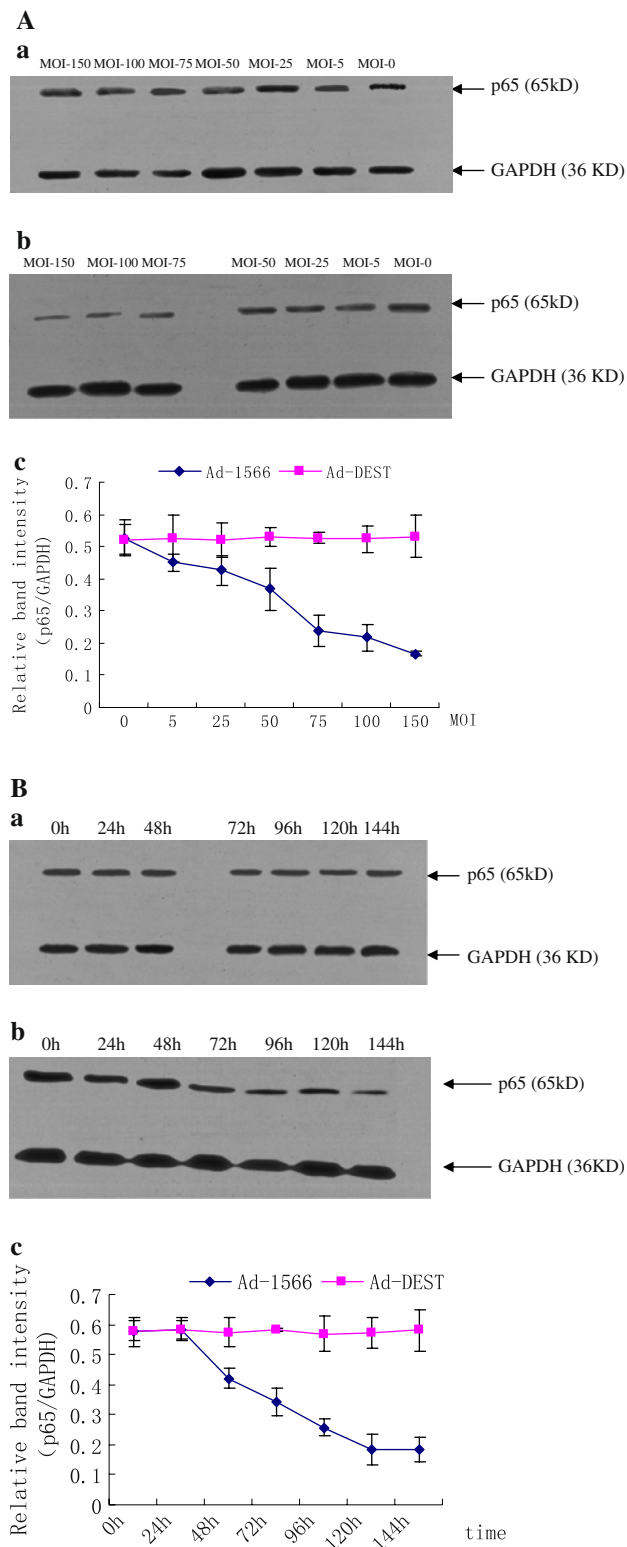 A
a
MOI-150 MOI-100 MOI-75 MOI-50 MOI-25 MOI-5 MOI-0
p65 (65kD)
GAPDH (36 KD)
b
MOI-150 MOI-100 MOI-75 MOI-50 MOI-25 MOI-5 MOI-0
p65 (65kD)
GAPDH (36 KD)
c
Ad-1566 Ad-DEST
Relative band intensity
(p65/GAPDH)
0.7
0.6
0.5
0.4
0.3
0.2
0.1
0
0 5 25 50 75 100 150 MOI
B
a
0h 24h 48h 72h 96h 120h 144h
p65 (65kD)
GAPDH (36 KD)
b
0h 24h 48h 72h 96h 120h 144h
p65 (65kD)
GAPDH (36KD)
c
Ad-1566 Ad-DEST
Relative band intensity
(p65/GAPDH)
0.7
0.6
0.5
0.4
0.3
0.2
0.1
0
0h 24h 48h 72h 96h 120h 144h time